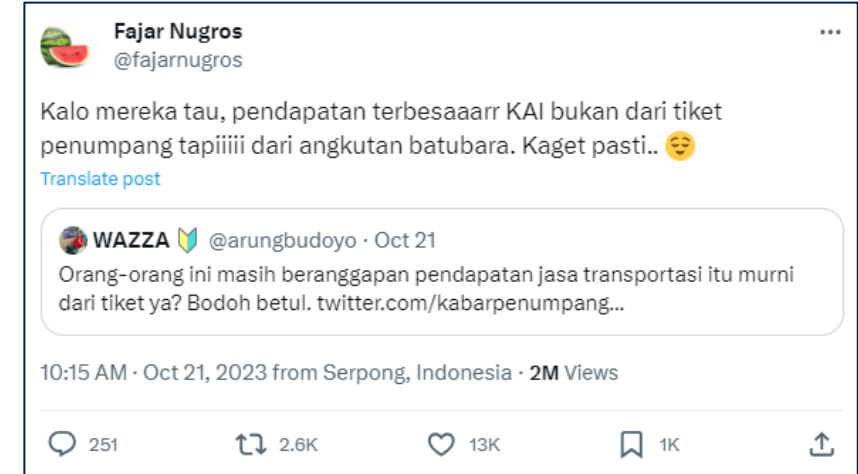 Fajar Nugros
@fajarnugros
Kalo mereka tau, pendapatan terbesaaarr KAI bukan dari tiket
penumpang tapiiiii dari angkutan batubara. Kaget pasti.. 😌
Translate post
WAZZA 🔰 @arungbudoyo · Oct 21
Orang-orang ini masih beranggapan pendapatan jasa transportasi itu murni
dari tiket ya? Bodoh betul. twitter.com/kabarpenumpang...
10:15 AM · Oct 21, 2023 from Serpong, Indonesia · 2M Views
251 2.6K 13K 1K